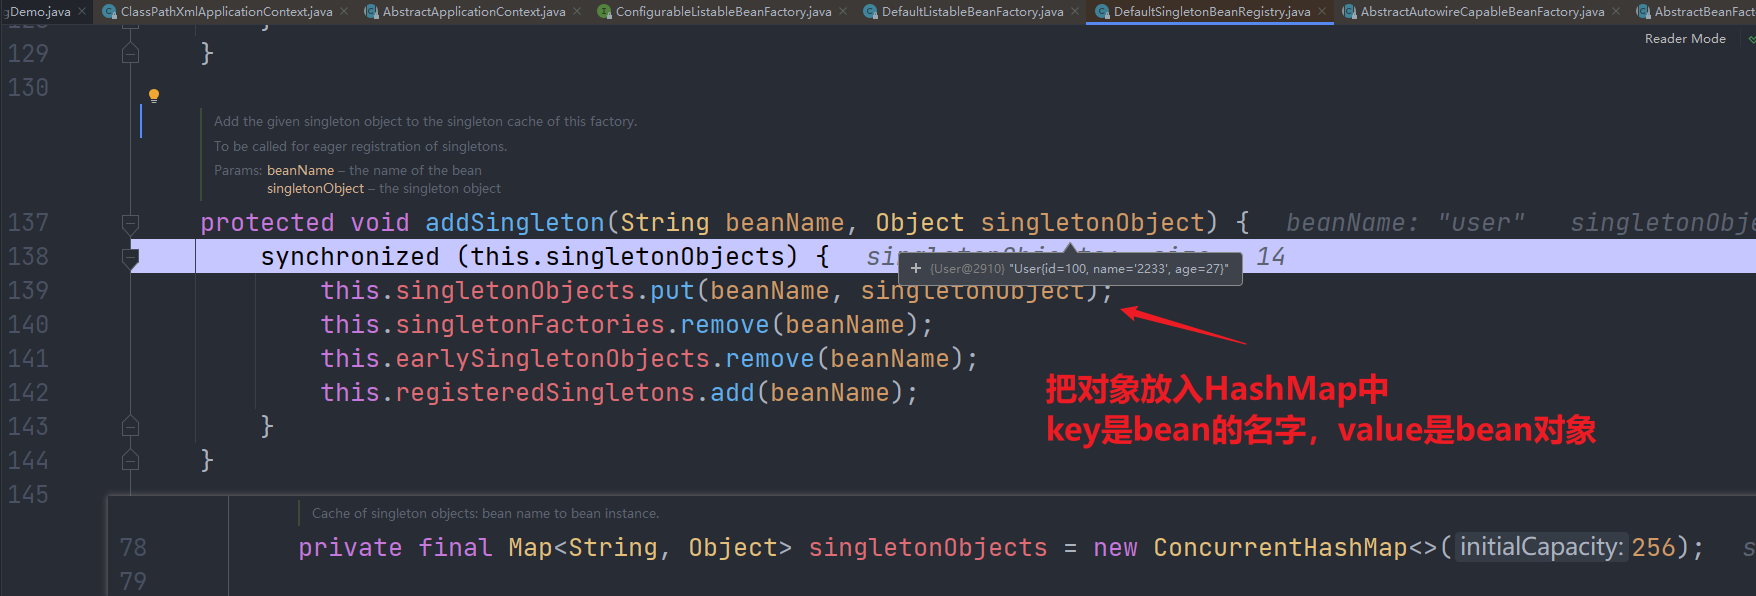 gDemo.java
ClassPathXmlApplicationContext.java
AbstractApplicationContext.java
ConfigurableListableBeanFactory.java
DefaultListableBeanFactory.java
DefaultSingletonBeanRegistry.java
AbstractAutowireCapableBeanFactory.java
AbstractBeanFact
Reader Mode
129 }
130
Add the given singleton object to the singleton cache of this factory.
To be called for eager registration of singletons.
Params: beanName – the name of the bean
singletonObject – the singleton object
137 protected void addSingleton(String beanName, Object singletonObject) { beanName: "user" singletonObje
138 synchronized (this.singletonObjects) { 14
+ {User@2910} "User{id=100, name='2233', age=27}"
139 this.singletonObjects.put(beanName, singletonObject);
140 this.singletonFactories.remove(beanName);
141 this.earlySingletonObjects.remove(beanName);
142 this.registeredSingletons.add(beanName);
143 }
144 }
145
把对象放入HashMap中
key是bean的名字，value是bean对象
Cache of singleton objects: bean name to bean instance.
78 private final Map<String, Object> singletonObjects = new ConcurrentHashMap<>(initialCapacity: 256); s
79